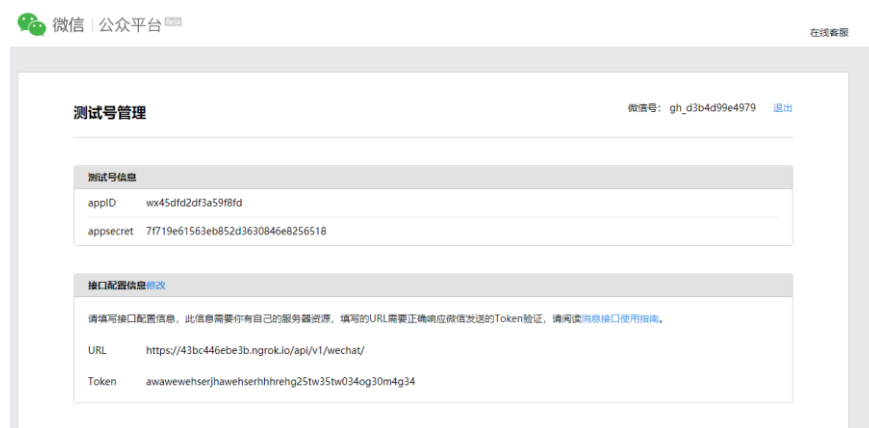 微信 | 公众平台 Beta
在线客服
测试号管理
微信号: gh_d3b4d99e4979 退出
测试号信息
appID wx45dfd2df3a59f8fd
appsecret 7f719e61563eb852d3630846e8256518
接口配置信息修改
请填写接口配置信息，此信息需要你有自己的服务器资源，填写的URL需要正确响应微信发送的Token验证，请阅读消息接口使用指南。
URL https://43bc446ebe3b.ngrok.io/api/v1/wechat/
Token awawewehserjhawehserhhhrehg25tw35tw034og30m4g34